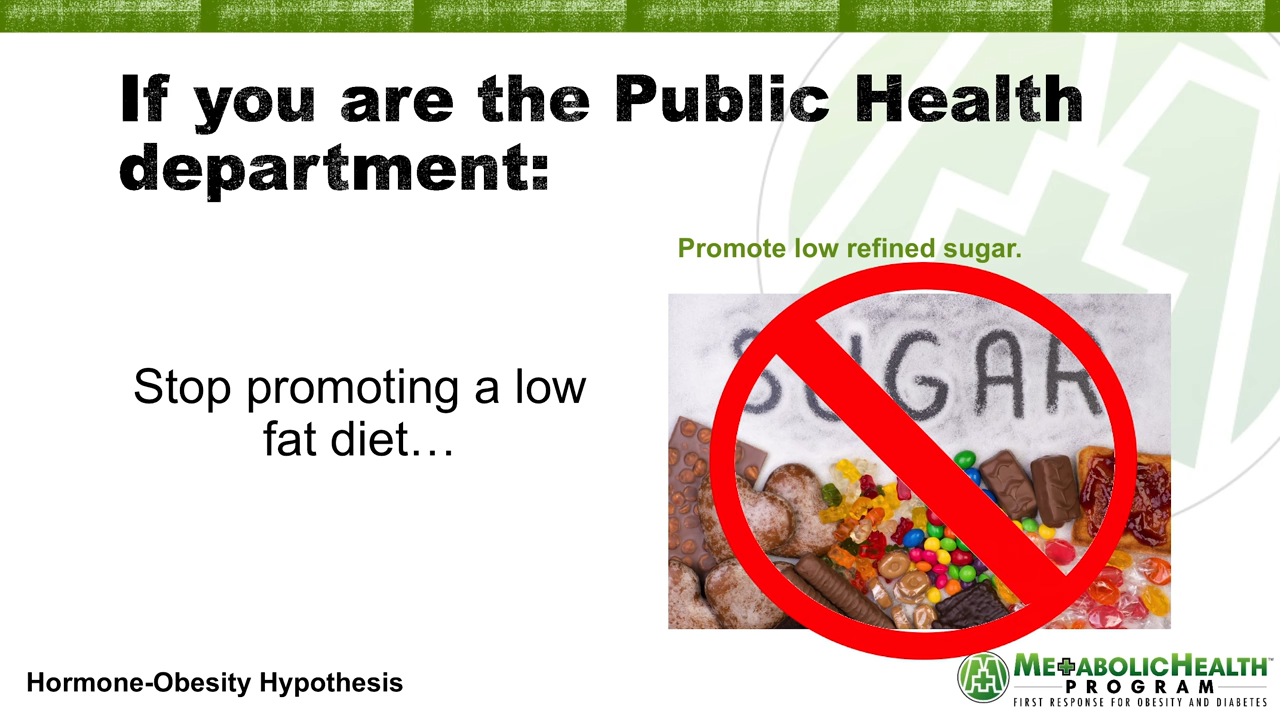 If you are the Public Health
department:
Promote low refined sugar.
SUGAR
Stop promoting a low
fat diet…
Hormone-Obesity Hypothesis
METABOLICHEALTH™
PROGRAM
FIRST RESPONSE FOR OBESITY AND DIABETES